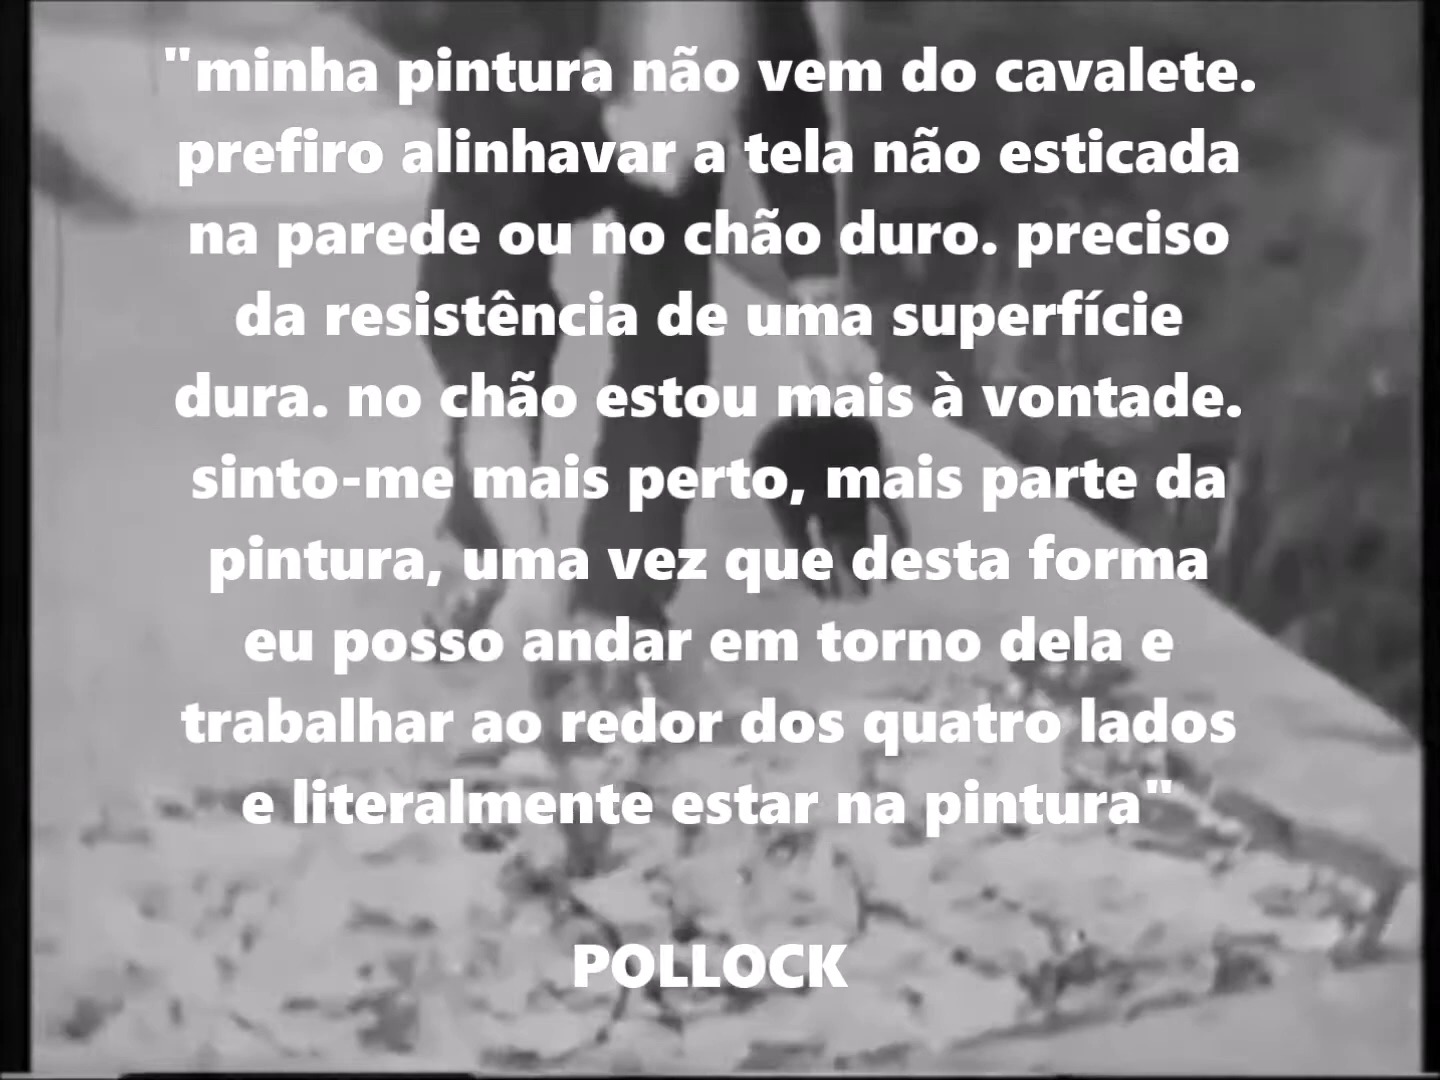 "minha pintura não vem do cavalete.
prefiro alinhavar a tela não esticada
na parede ou no chão duro. preciso
da resistência de uma superfície
dura. no chão estou mais à vontade.
sinto-me mais perto, mais parte da
pintura, uma vez que desta forma
eu posso andar em torno dela e
trabalhar ao redor dos quatro lados
e literalmente estar na pintura"
POLLOCK